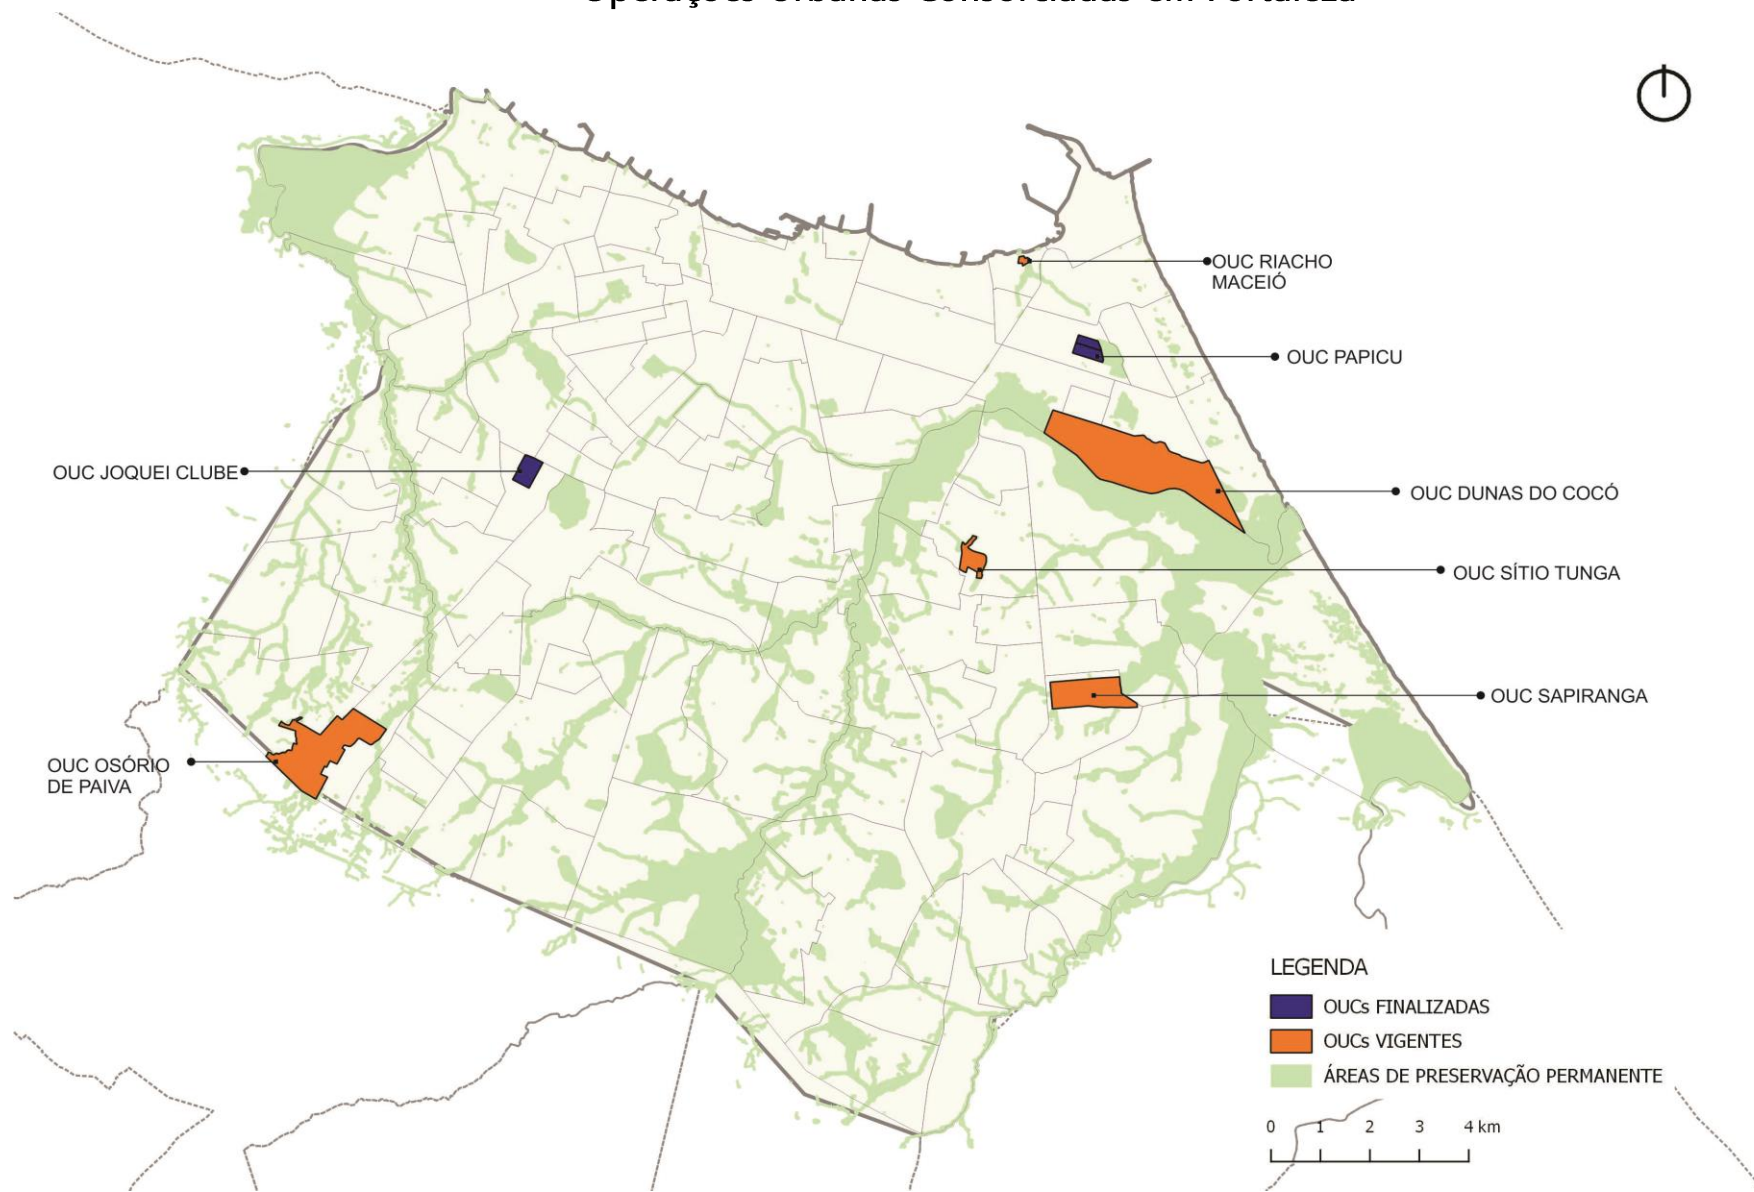 Operações Urbanas Consorciadas em Fortaleza
OUC RIACHO
MACEIÓ
OUC PAPICU
OUC JOQUEI CLUBE
OUC DUNAS DO COCÓ
OUC SÍTIO TUNGA
OUC SAPIRANGA
OUC OSÓRIO
DE PAIVA
LEGENDA
OUCs FINALIZADAS
OUCs VIGENTES
ÁREAS DE PRESERVAÇÃO PERMANENTE
0 1 2 3 4 km